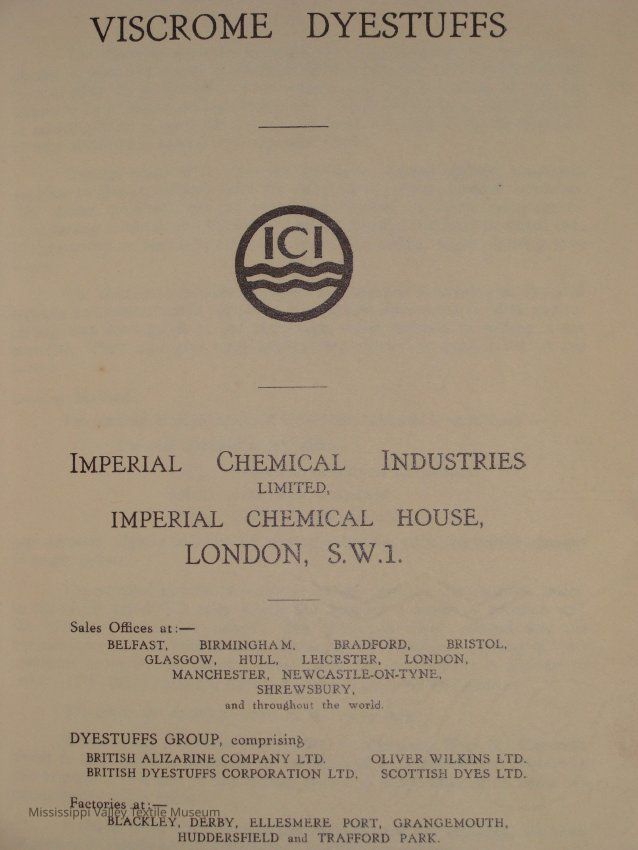 VISCROME DYESTUFFS
ICI
IMPERIAL CHEMICAL INDUSTRIES
LIMITED,
IMPERIAL CHEMICAL HOUSE,
LONDON, S.W.1.
Sales Offices at:—
BELFAST, BIRMINGHAM, BRADFORD, BRISTOL,
GLASGOW, HULL, LEICESTER, LONDON,
MANCHESTER, NEWCASTLE-ON-TYNE,
SHREWSBURY,
and throughout the world.
DYESTUFFS GROUP, comprising
BRITISH ALIZARINE COMPANY LTD. OLIVER WILKINS LTD.
BRITISH DYESTUFFS CORPORATION LTD. SCOTTISH DYES LTD.
Factories at:—
Mississippi Valley Textile Museum
BLACKLEY, DERBY, ELLESMERE PORT, GRANGEMOUTH,
HUDDERSFIELD and TRAFFORD PARK.